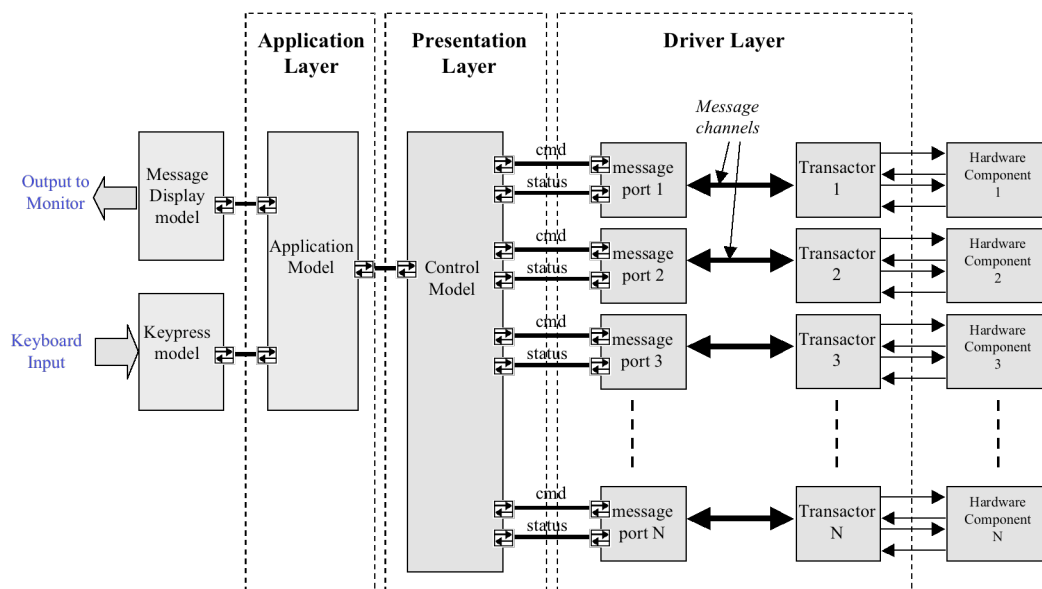 Application
Layer
Presentation
Layer
Driver Layer
Message
channels
Output to
Monitor
Message
Display
model
Keyboard
Input
Keypress
model
Application
Model
Control
Model
cmd
status
message
port 1
Transactor
1
Hardware
Component
1
cmd
status
message
port 2
Transactor
2
Hardware
Component
2
cmd
status
message
port 3
Transactor
3
Hardware
Component
3
cmd
status
message
port N
Transactor
N
Hardware
Component
N